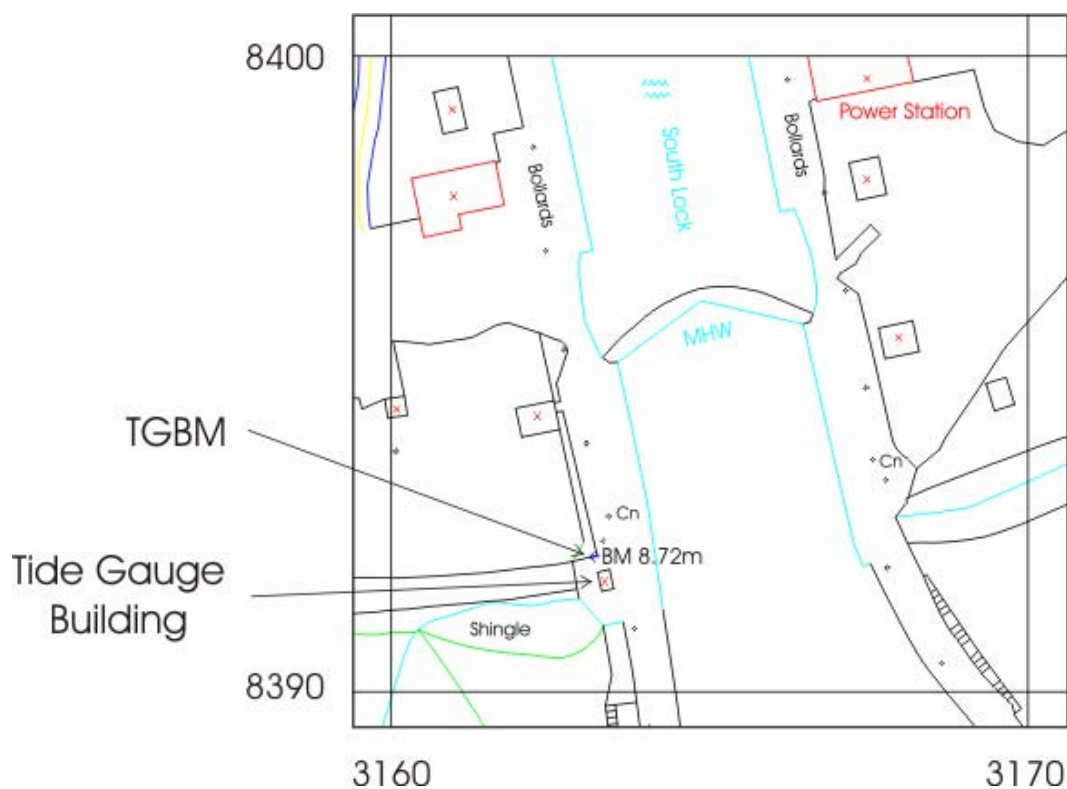 8400
Power Station
Bollards
Bollards
South Lock
MHW
TGBM
Cn
Cn
BM 8.72m
Tide Gauge
Building
Shingle
8390
3160
3170